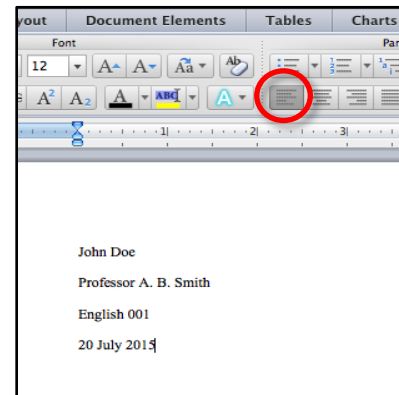 yout Document Elements Tables Charts
Font Par
12 A A Aa Ab
A² A₂ A ABC A
1 2 3
John Doe
Professor A. B. Smith
English 001
20 July 2015